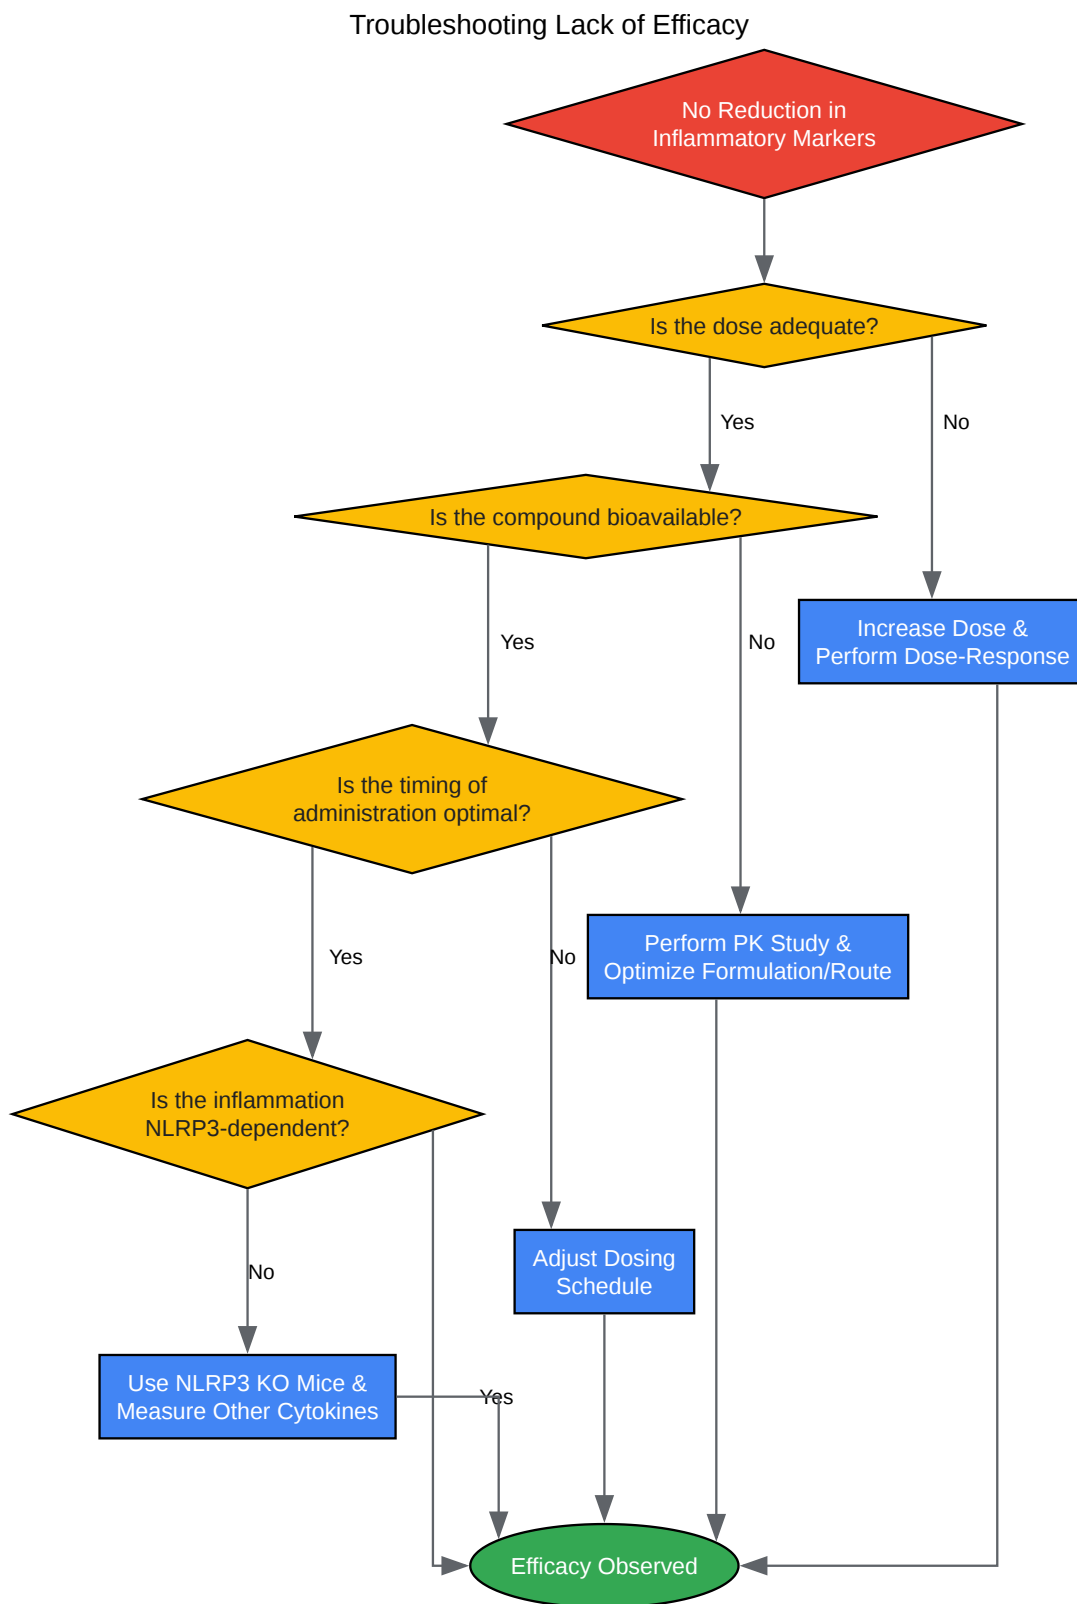 Troubleshooting Lack of Efficacy
No Reduction in
Inflammatory Markers
Is the dose adequate?
Yes
No
Is the compound bioavailable?
Increase Dose &
Perform Dose-Response
Yes
No
Is the timing of
administration optimal?
Yes
No
Perform PK Study &
Optimize Formulation/Route
Is the inflammation
NLRP3-dependent?
No
Adjust Dosing
Schedule
Use NLRP3 KO Mice &
Measure Other Cytokines
Yes
Efficacy Observed